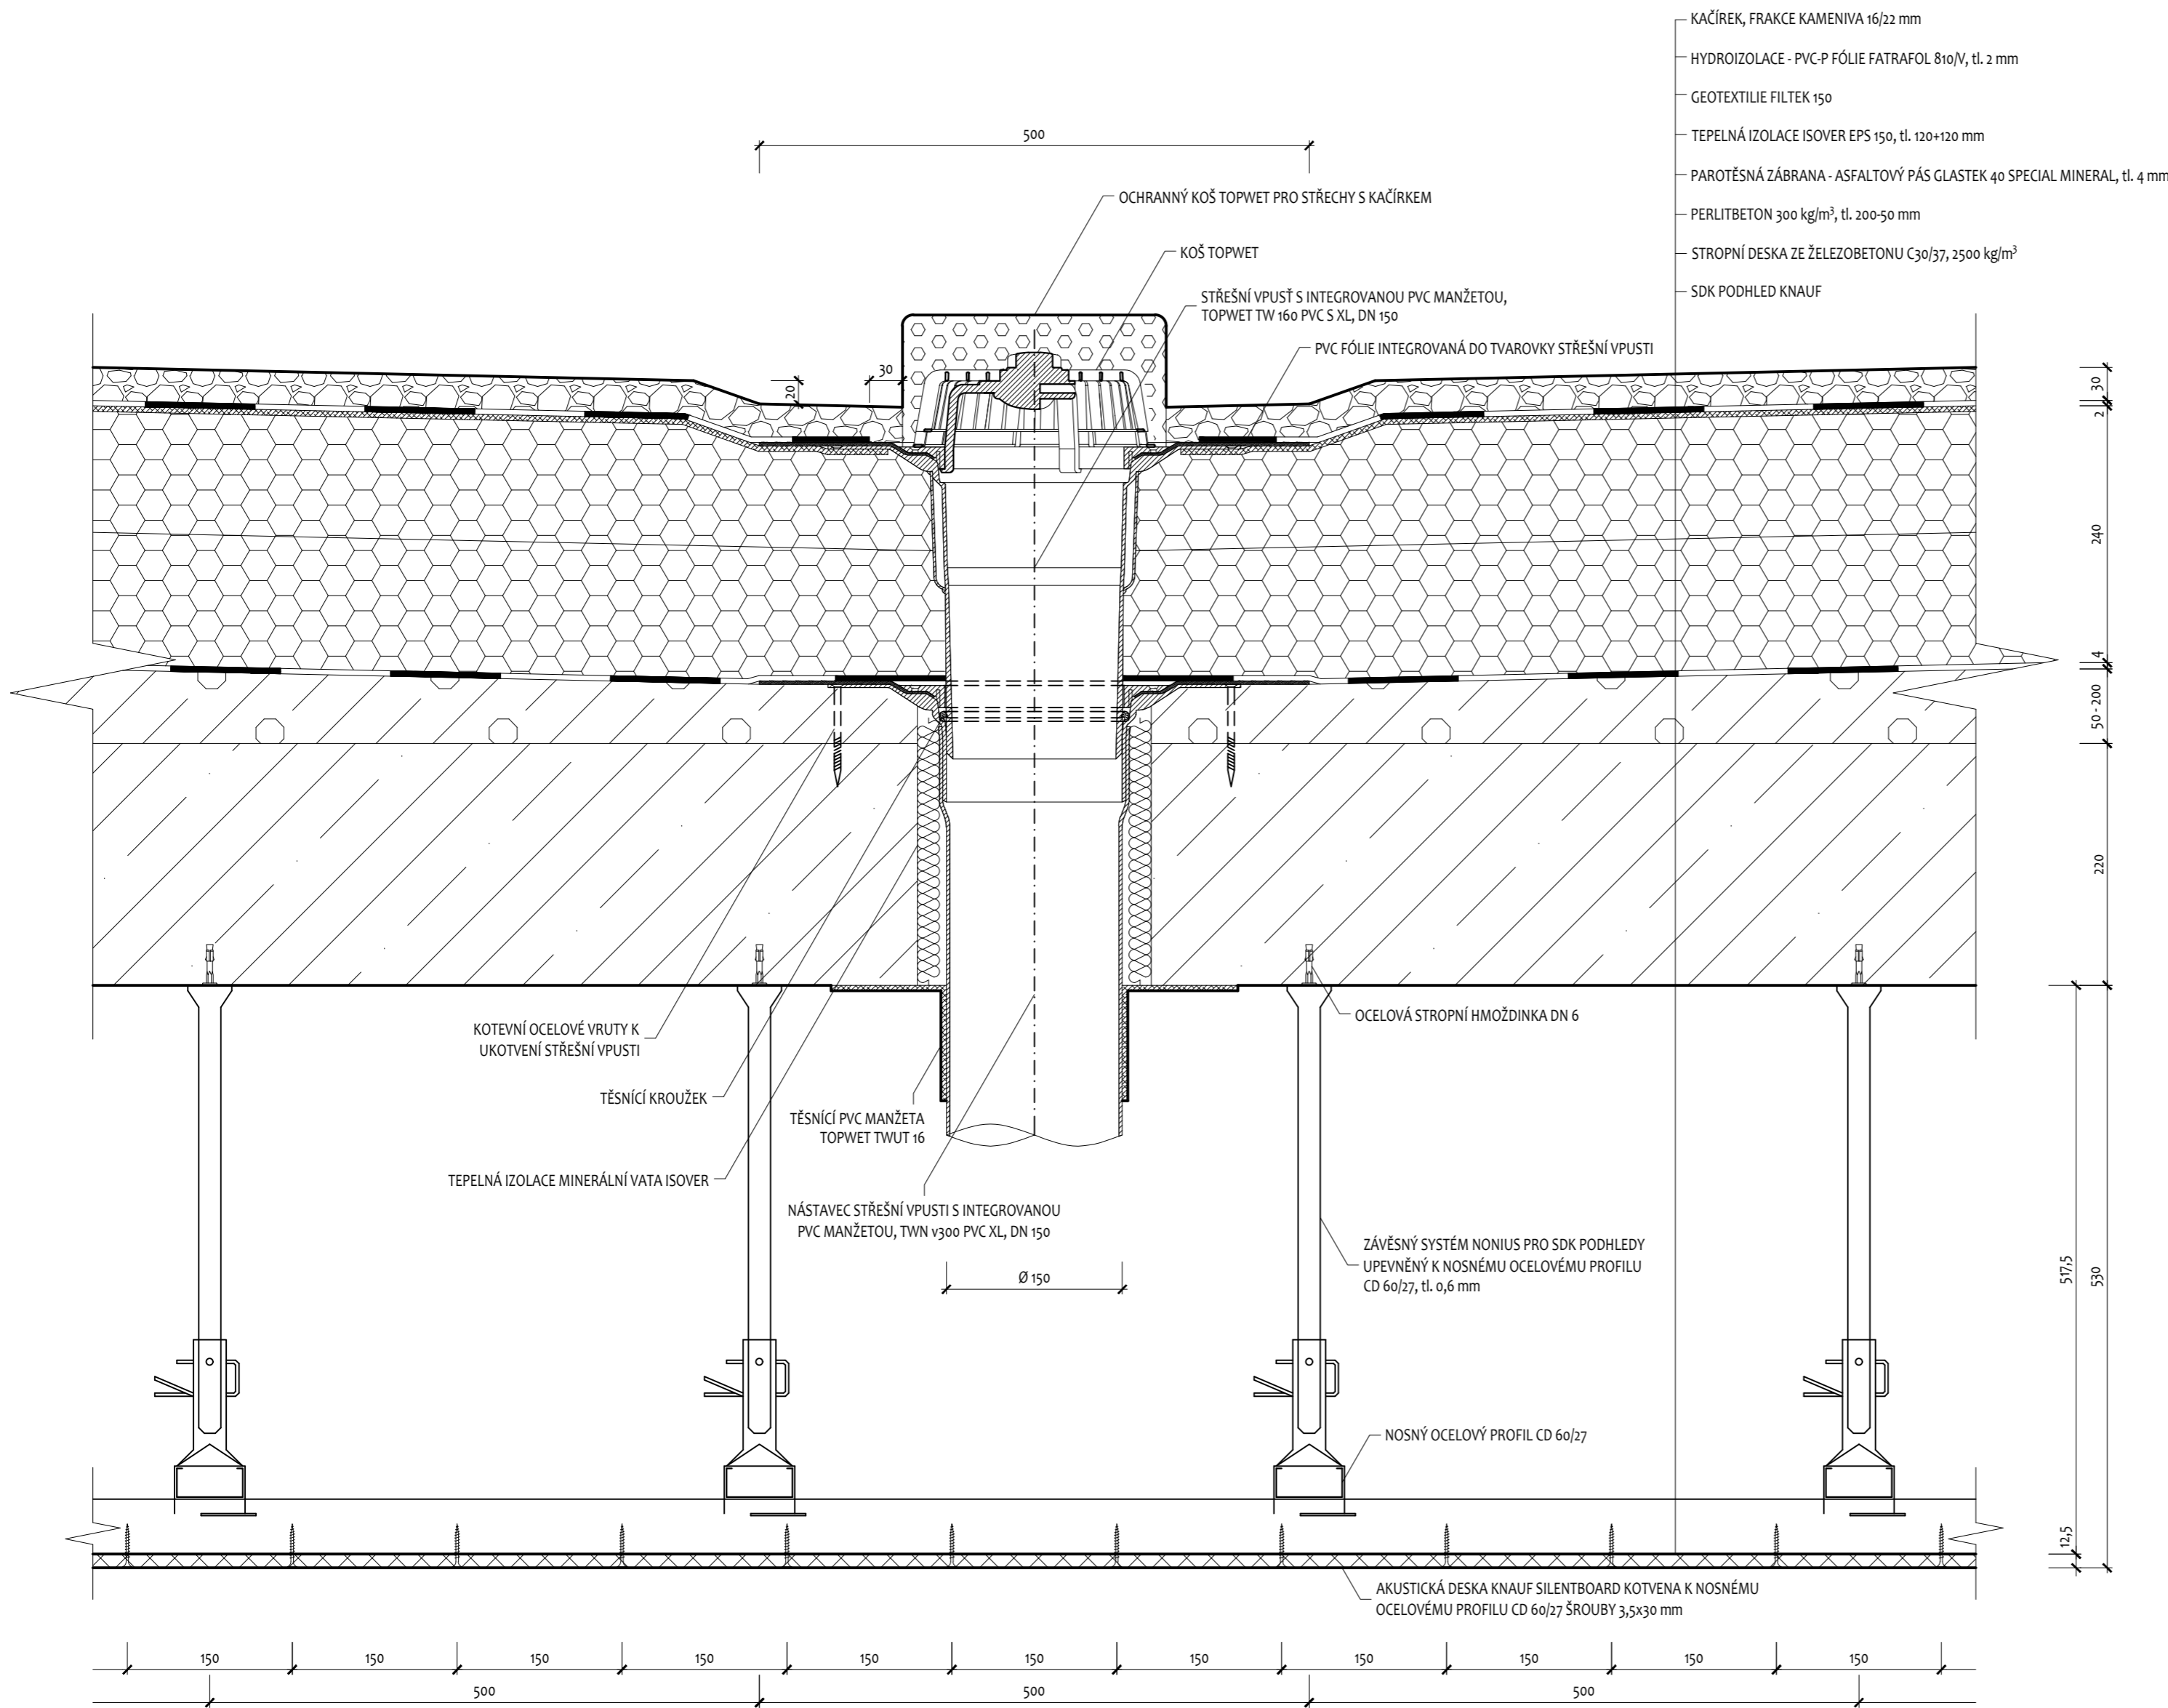 KAČÍREK, FRAKCE KAMENIVA 16/22 mm
HYDROIZOLACE - PVC-P FÓLIE FATRAFOL 810/V, tl. 2 mm
GEOTEXTILIE FILTEK 150
TEPELNÁ IZOLACE ISOVER EPS 150, tl. 120+120 mm
PAROTĚSNÁ ZÁBRANA - ASFALTOVÝ PÁS GLASTEK 40 SPECIAL MINERAL, tl. 4 mm
PERLITBETON 300 kg/m³, tl. 200-50 mm
STROPNÍ DESKA ZE ŽELEZOBETONU C30/37, 2500 kg/m³
SDK PODHLED KNAUF
500
OCHRANNÝ KOŠ TOPWET PRO STŘECHY S KAČÍRKEM
KOŠ TOPWET
STŘEŠNÍ VPUSŤ S INTEGROVANOU PVC MANŽETOU,
TOPWET TW 160 PVC S XL, DN 150
PVC FÓLIE INTEGROVANÁ DO TVAROVKY STŘEŠNÍ VPUSTI
20
30
30
2
240
4
50 - 200
220
517,5
530
12,5
KOTEVNÍ OCELOVÉ VRUTY K
UKOTVENÍ STŘEŠNÍ VPUSTI
TĚSNÍCÍ KROUŽEK
TĚSNÍCÍ PVC MANŽETA
TOPWET TWUT 16
TEPELNÁ IZOLACE MINERÁLNÍ VATA ISOVER
NÁSTAVEC STŘEŠNÍ VPUSTI S INTEGROVANOU
PVC MANŽETOU, TWN v300 PVC XL, DN 150
Ø 150
OCELOVÁ STROPNÍ HMOŽDINKA DN 6
ZÁVĚSNÝ SYSTÉM NONIUS PRO SDK PODHLEDY
UPEVNĚNÝ K NOSNÉMU OCELOVÉMU PROFILU
CD 60/27, tl. 0,6 mm
NOSNÝ OCELOVÝ PROFIL CD 60/27
AKUSTICKÁ DESKA KNAUF SILENTBOARD KOTVENA K NOSNÉMU
OCELOVÉMU PROFILU CD 60/27 ŠROUBY 3,5x30 mm
150 150 150 150 150 150 150 150 150 150 150
500 500 500